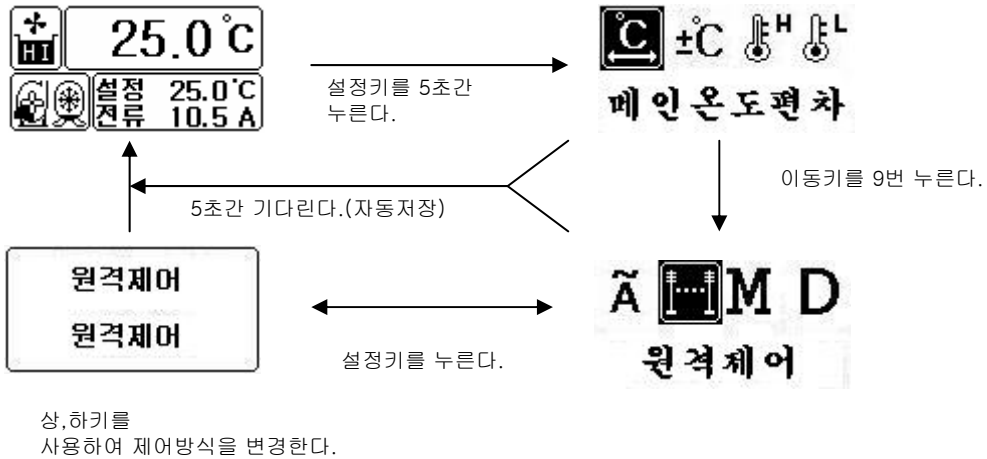 HI
25.0℃
설정 25.0℃
전류 10.5 A
설정키를 5초간
누른다.
℃ ±℃ H L
메인온도편차
이동키를 9번 누른다.
5초간 기다린다.(자동저장)
원격제어
원격제어
설정키를 누른다.
Ã M D
원격제어
상,하키를
사용하여 제어방식을 변경한다.